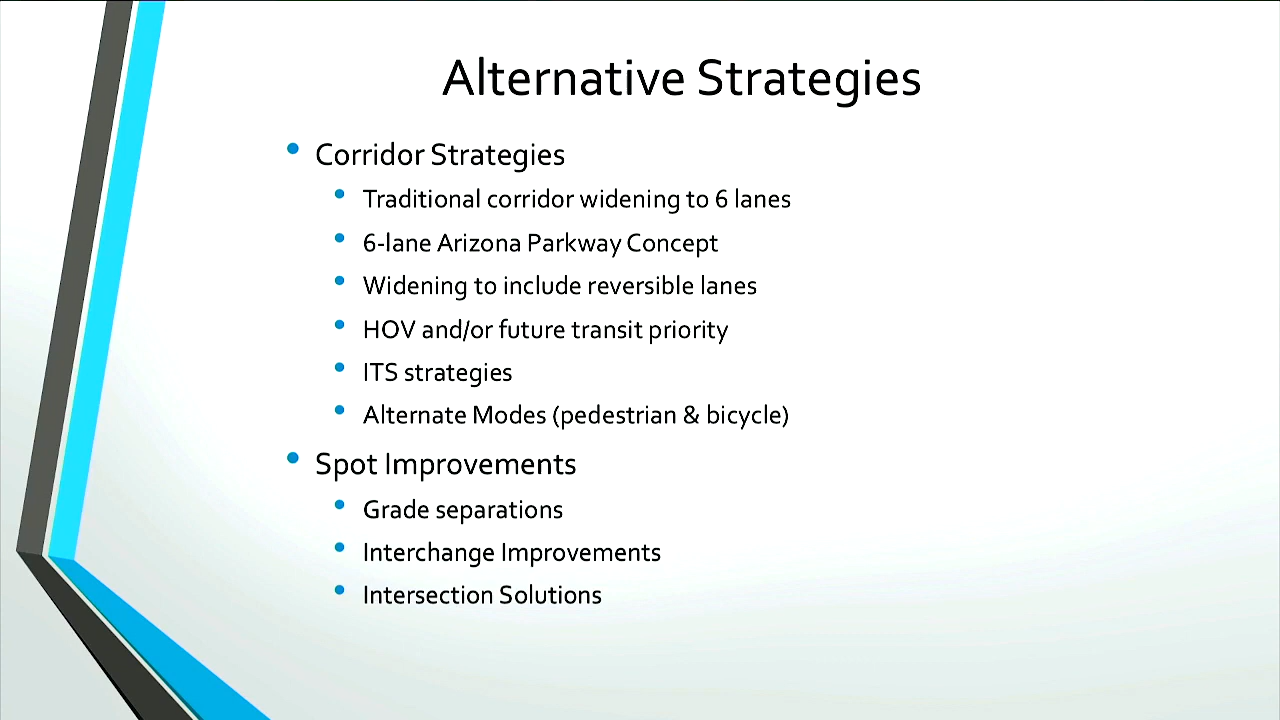 Alternative Strategies
• Corridor Strategies
• Traditional corridor widening to 6 lanes
• 6-lane Arizona Parkway Concept
• Widening to include reversible lanes
• HOV and/or future transit priority
• ITS strategies
• Alternate Modes (pedestrian & bicycle)
• Spot Improvements
• Grade separations
• Interchange Improvements
• Intersection Solutions